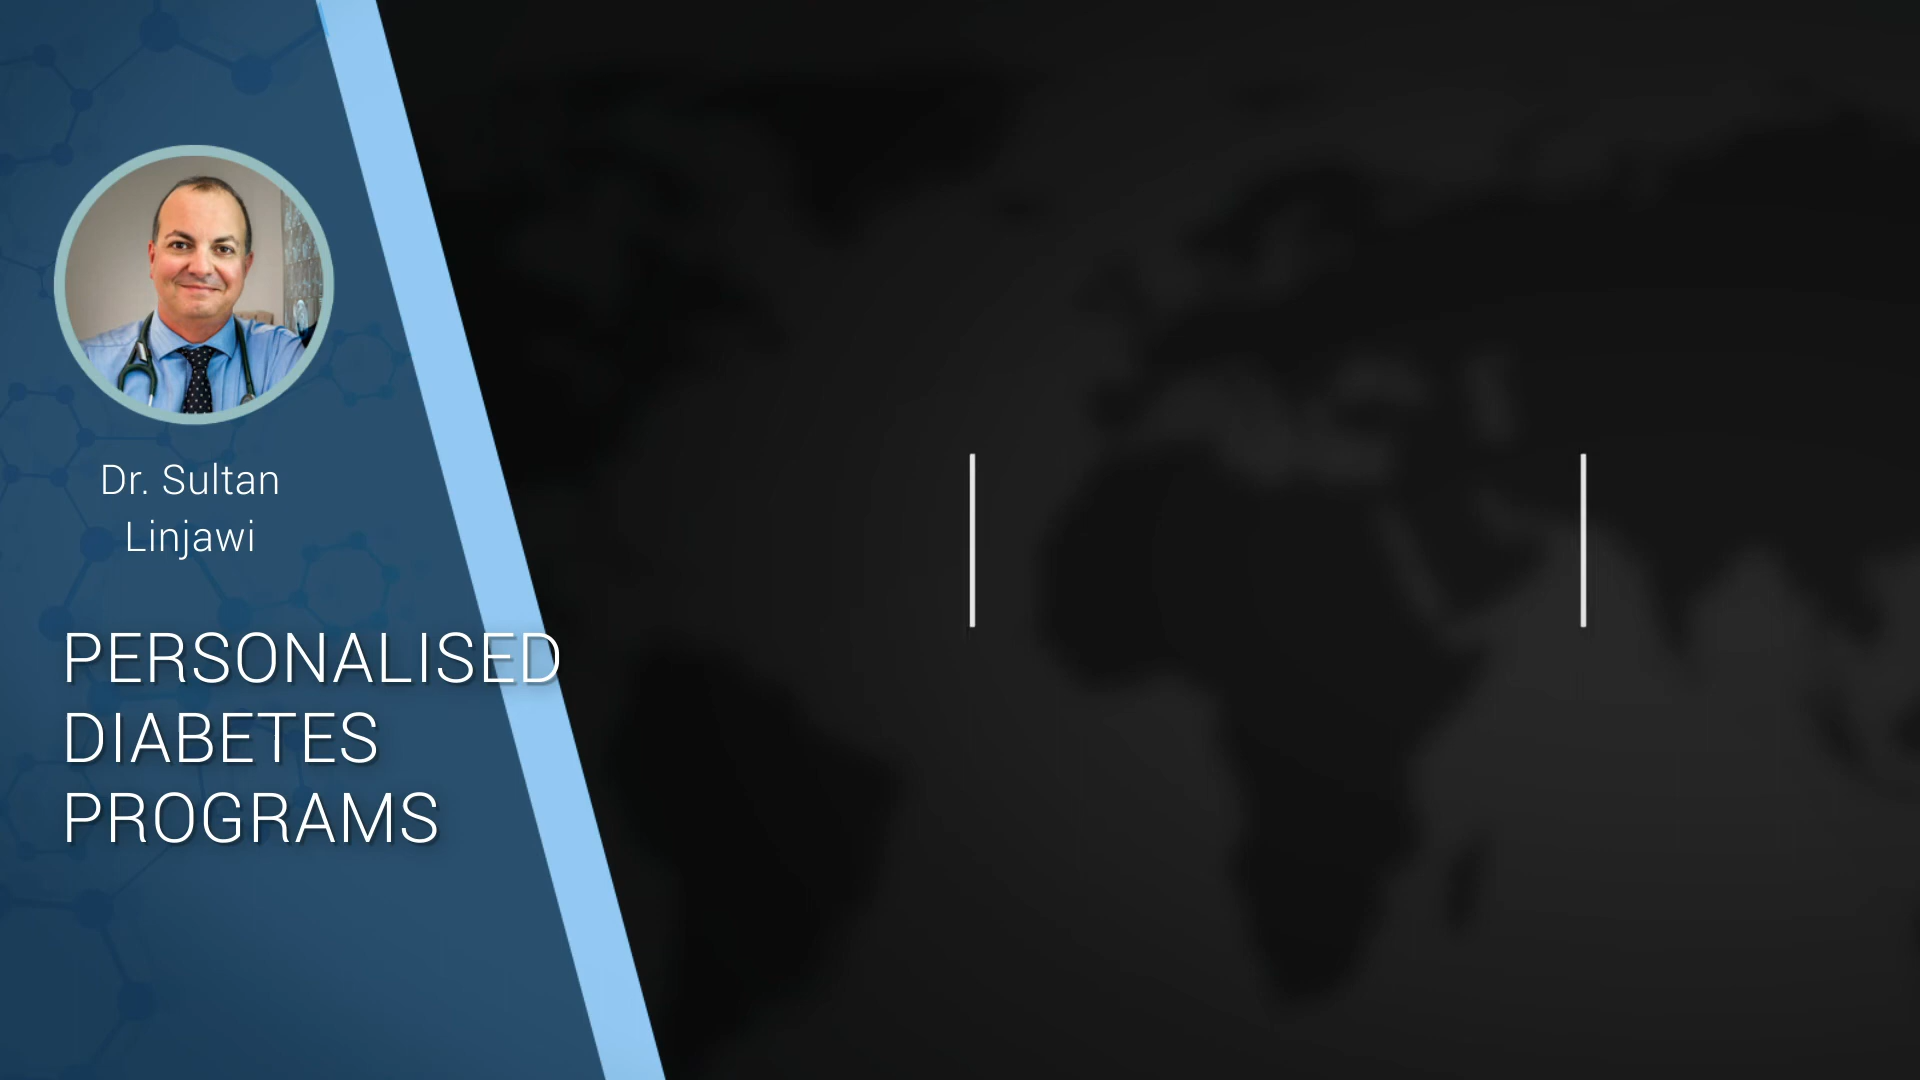 Dr. Sultan
Linjawi
PERSONALISED
DIABETES
PROGRAMS